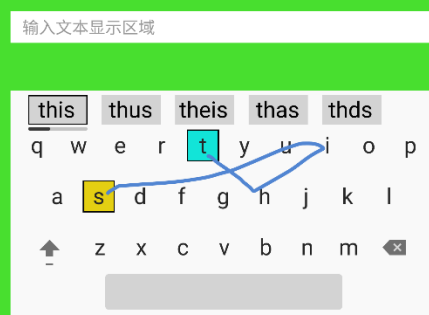 输入文本显示区域
this thus theis thas thds
q w e r t y u i o p
a s d f g h j k l
z x c v b n m